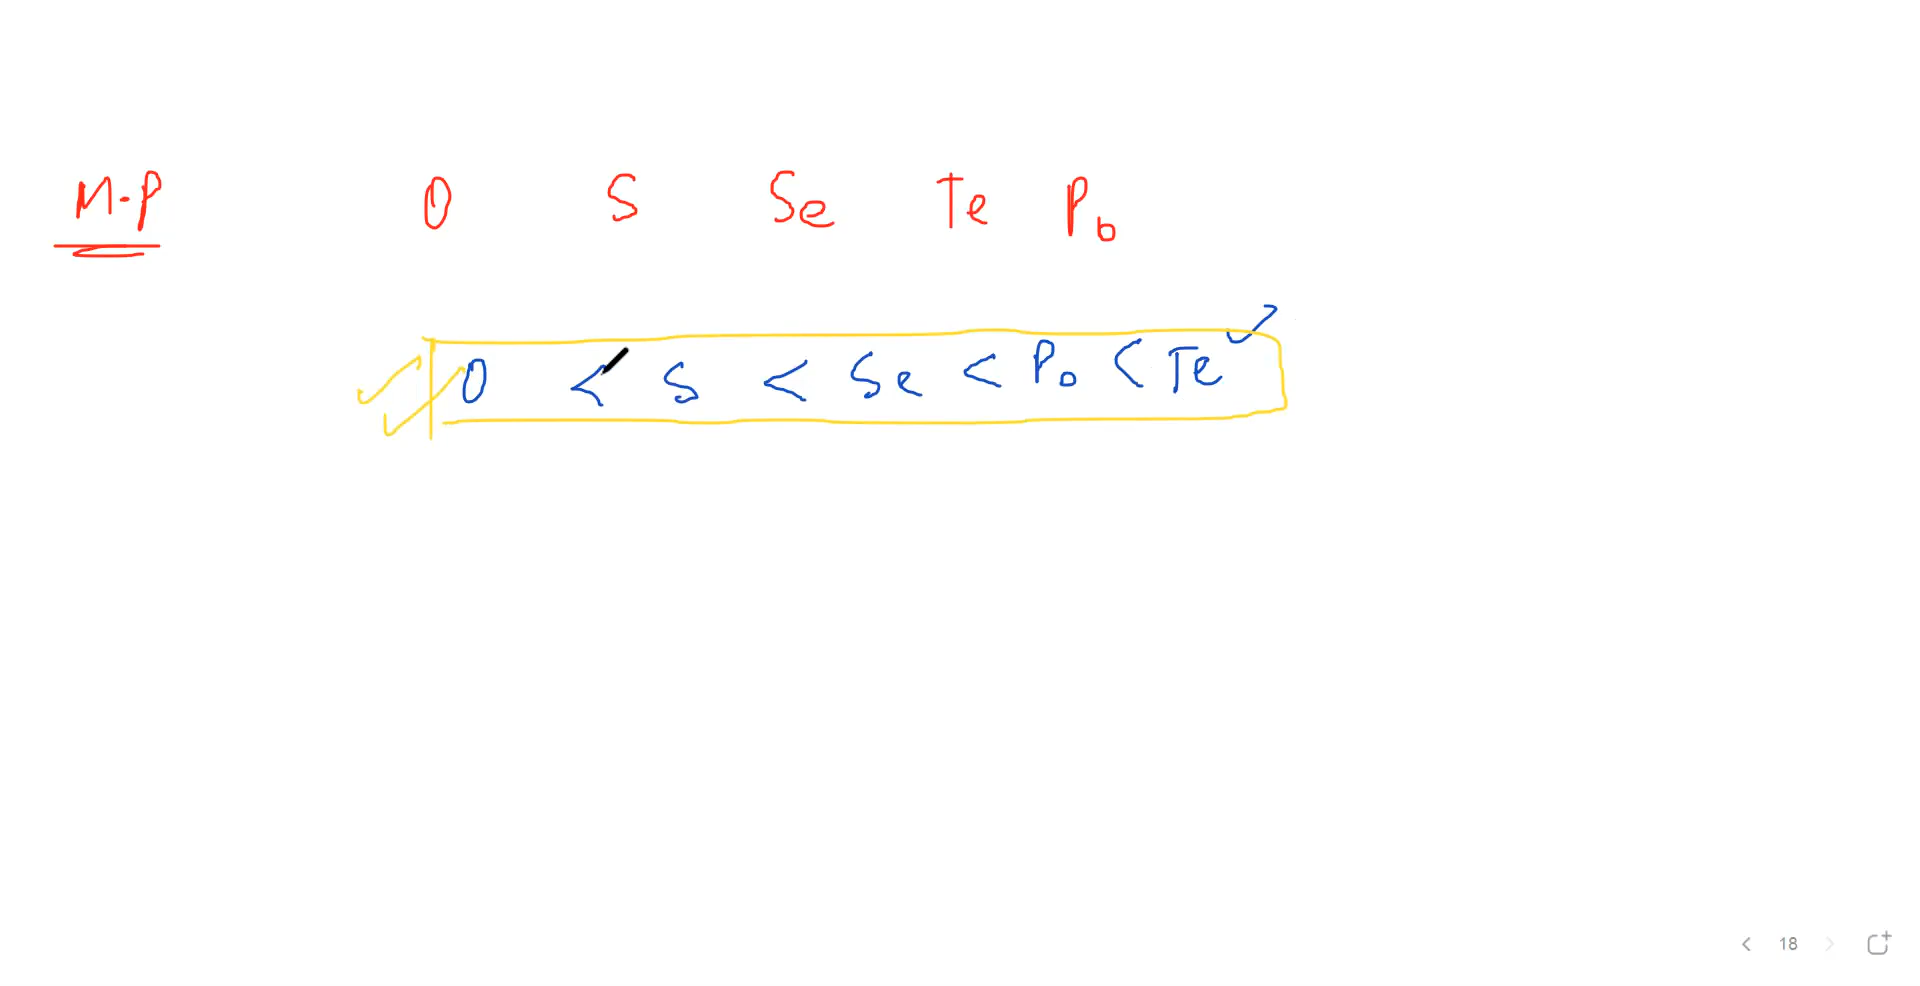 M.P O S Se Te Po
O < S < Se < Po < Te
18